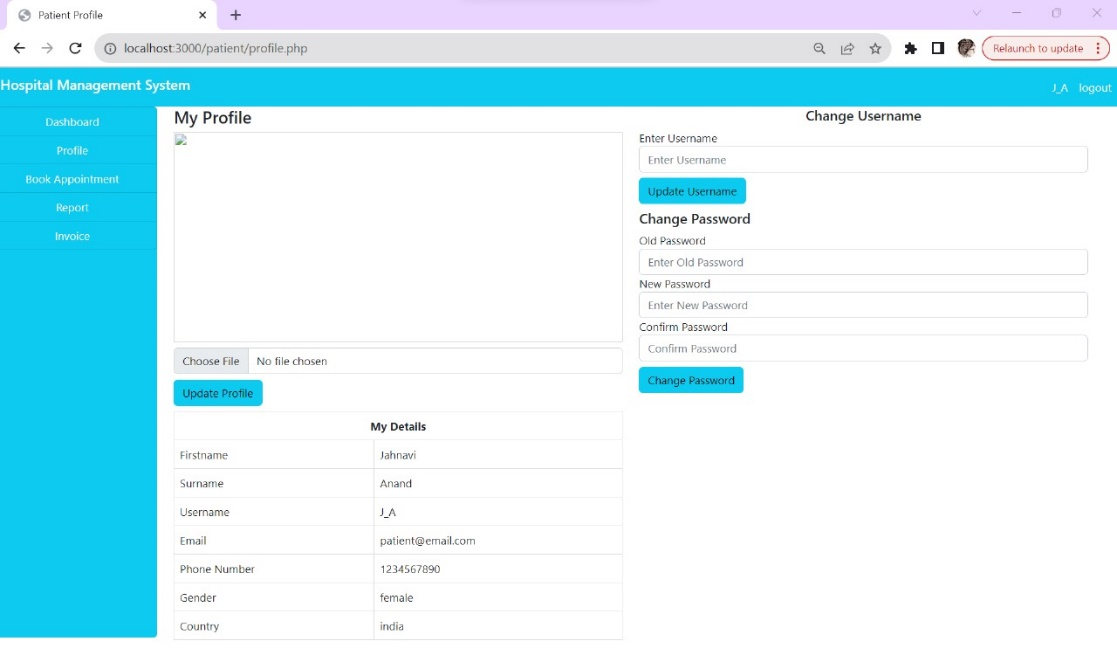 Patient Profile
localhost:3000/patient/profile.php
Relaunch to update
Hospital Management System
J_A logout
Dashboard
Profile
Book Appointment
Report
Invoice
My Profile
Choose File No file chosen
Update Profile
My Details
Firstname Jahnavi
Surname Anand
Username J_A
Email patient@email.com
Phone Number 1234567890
Gender female
Country india
Change Username
Enter Username
Enter Username
Update Username
Change Password
Old Password
Enter Old Password
New Password
Enter New Password
Confirm Password
Confirm Password
Change Password